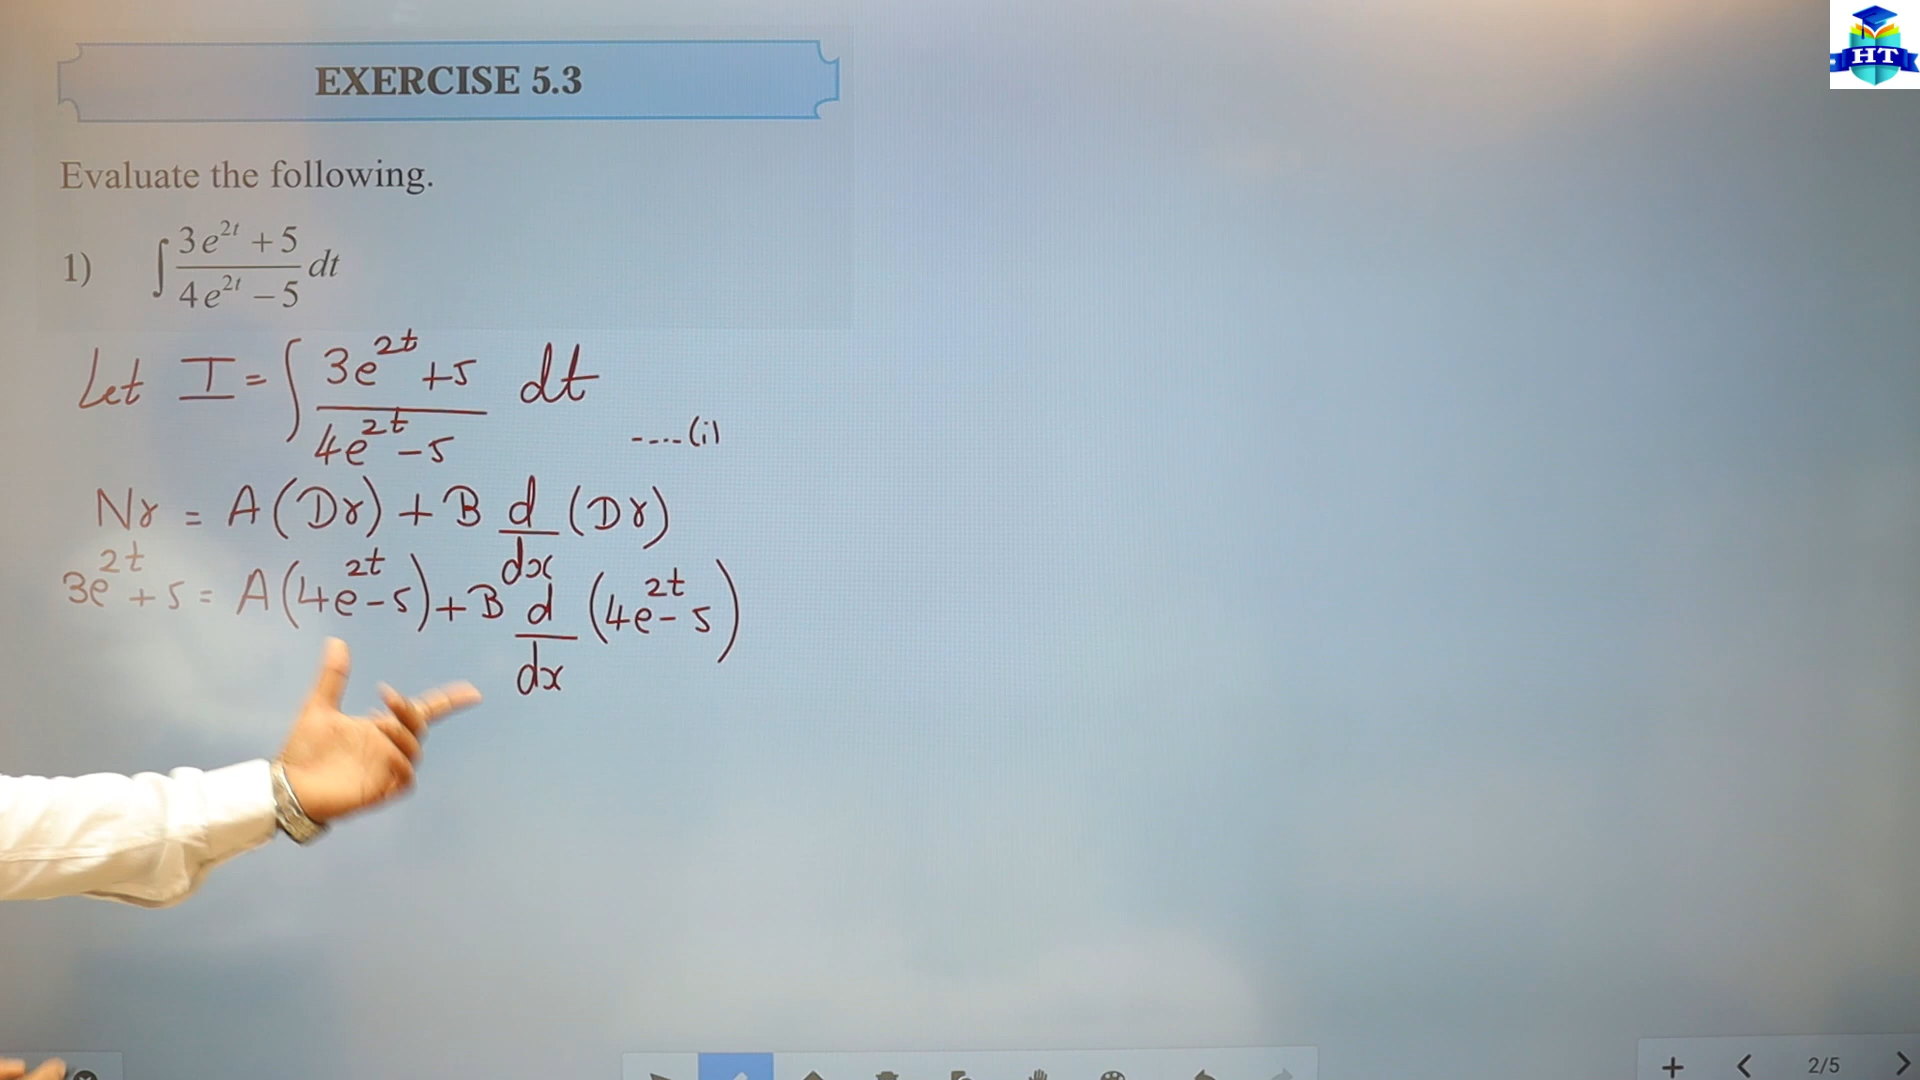 HT
EXERCISE 5.3
Evaluate the following.
1) ∫ (3e^{2t} + 5)/(4e^{2t} − 5) dt
Let I = ∫ (3e^{2t} + 5)/(4e^{2t} − 5) dt ----(i)
Nr = A(Dr) + B d/dx (Dr)
3e^{2t} + 5 = A(4e^{2t} − 5) + B d/dx (4e^{2t} − 5)
+ < 2/5 >